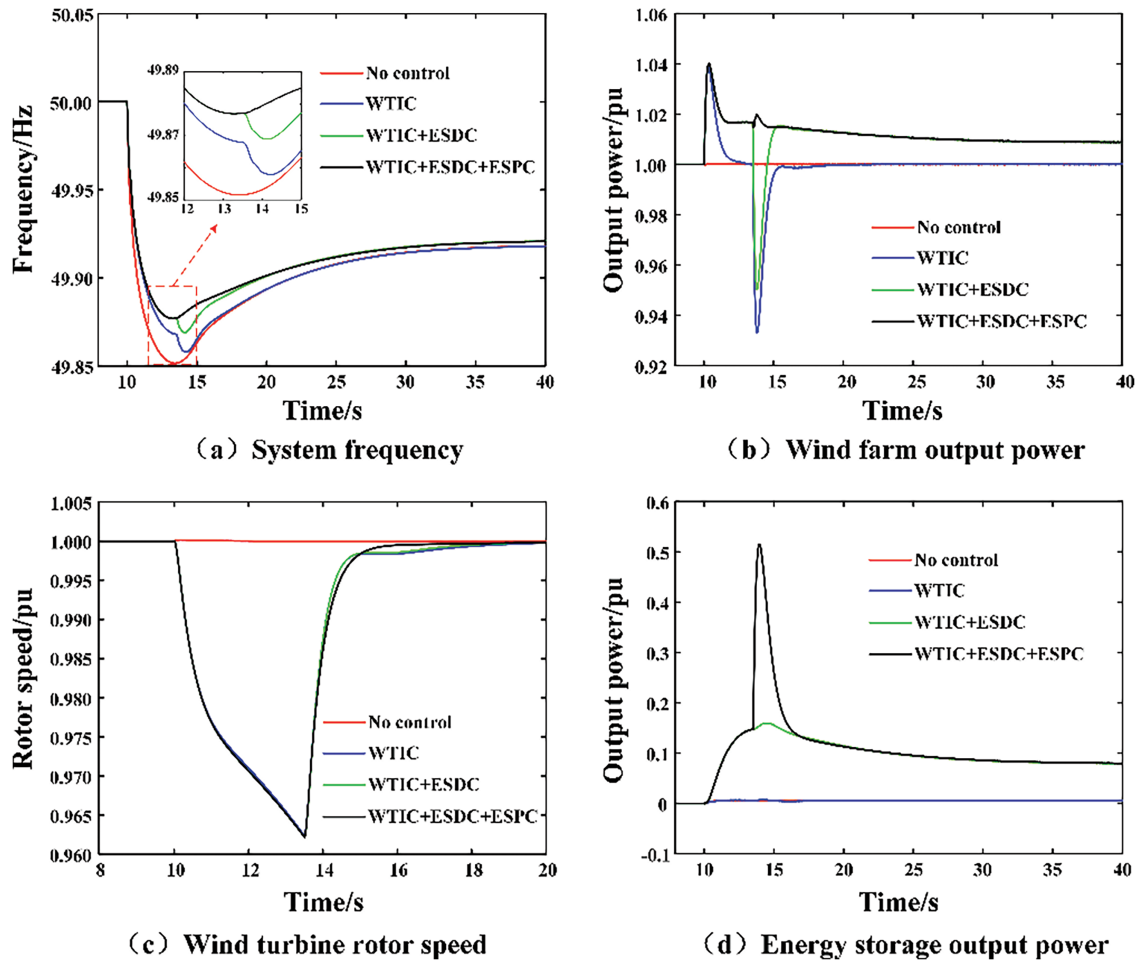 50.05
50.00
49.95
49.90
49.85
Frequency/Hz
49.89
49.87
49.85
12 13 14 15
No control
WTIC
WTIC+ESDC
WTIC+ESDC+ESPC
10 15 20 25 30 35 40
Time/s
(a) System frequency
1.06
1.04
1.02
1.00
0.98
0.96
0.94
0.92
Output power/pu
No control
WTIC
WTIC+ESDC
WTIC+ESDC+ESPC
10 15 20 25 30 35 40
Time/s
(b) Wind farm output power
1.005
1.000
0.995
0.990
0.985
0.980
0.975
0.970
0.965
0.960
Rotor speed/pu
No control
WTIC
WTIC+ESDC
WTIC+ESDC+ESPC
8 10 12 14 16 18 20
Time/s
(c) Wind turbine rotor speed
0.6
0.5
0.4
0.3
0.2
0.1
0
-0.1
Output power/pu
No control
WTIC
WTIC+ESDC
WTIC+ESDC+ESPC
10 15 20 25 30 35 40
Time/s
(d) Energy storage output power